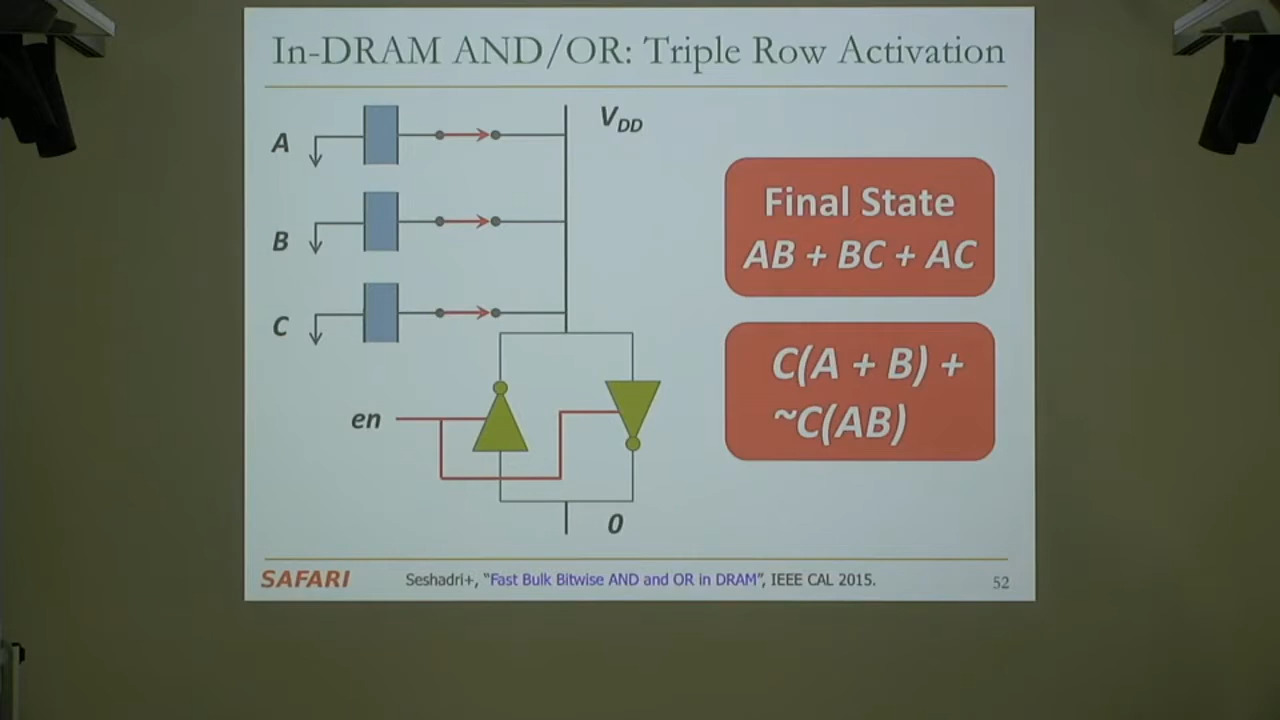 In-DRAM AND/OR: Triple Row Activation
A
V_DD
B
C
en
0
Final State
AB + BC + AC
C(A + B) +
~C(AB)
SAFARI
Seshadri+, “Fast Bulk Bitwise AND and OR in DRAM”, IEEE CAL 2015.
52